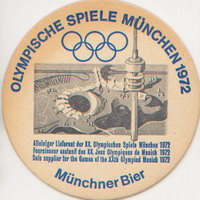 OLYMPISCHE SPIELE MÜNCHEN 1972
Alleiniger Lieferant der XX. Olympischen Spiele München 1972
Fournisseur exclusif des XX. Jeux Olympiques de Munich 1972
Sole supplier for the Games of the XXth Olympiad Munich 1972
Münchner Bier